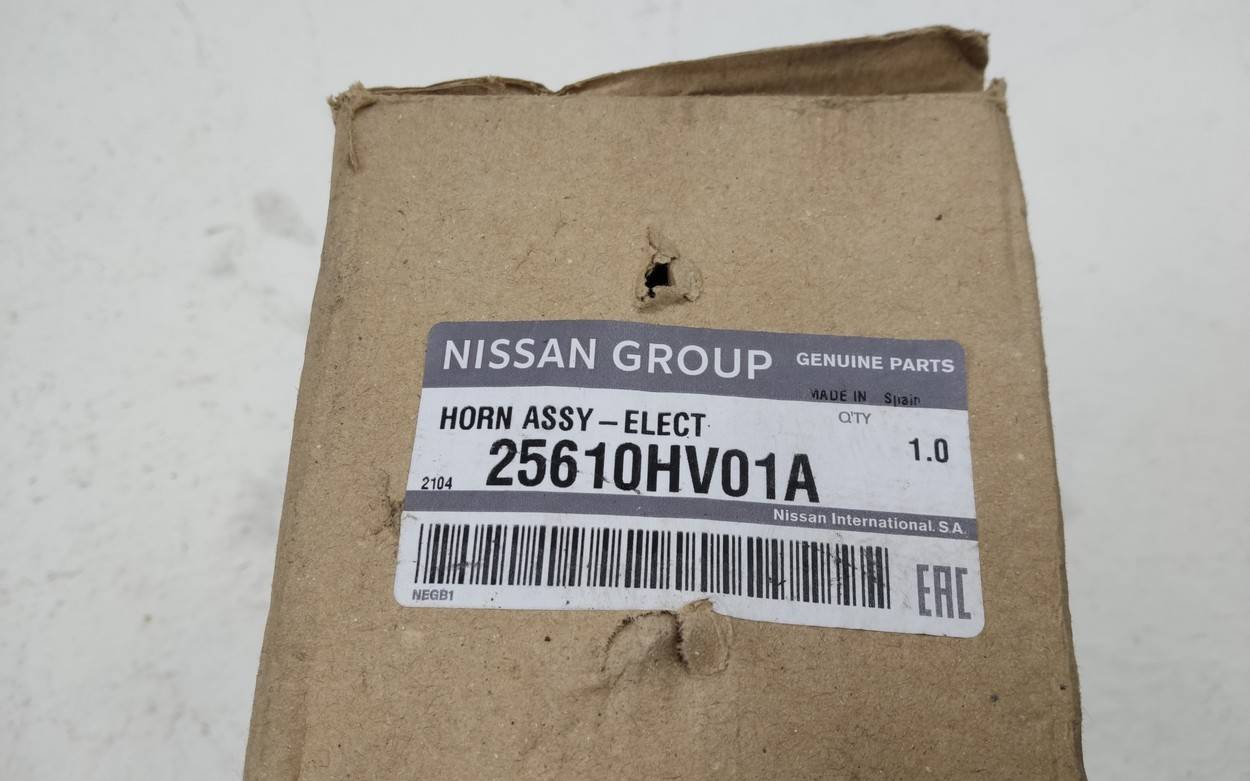 NISSAN GROUP GENUINE PARTS
MADE IN Spain
HORN ASSY-ELECT Q'TY
25610HV01A 1.0
2104
Nissan International. S.A.
NEGB1
EAC